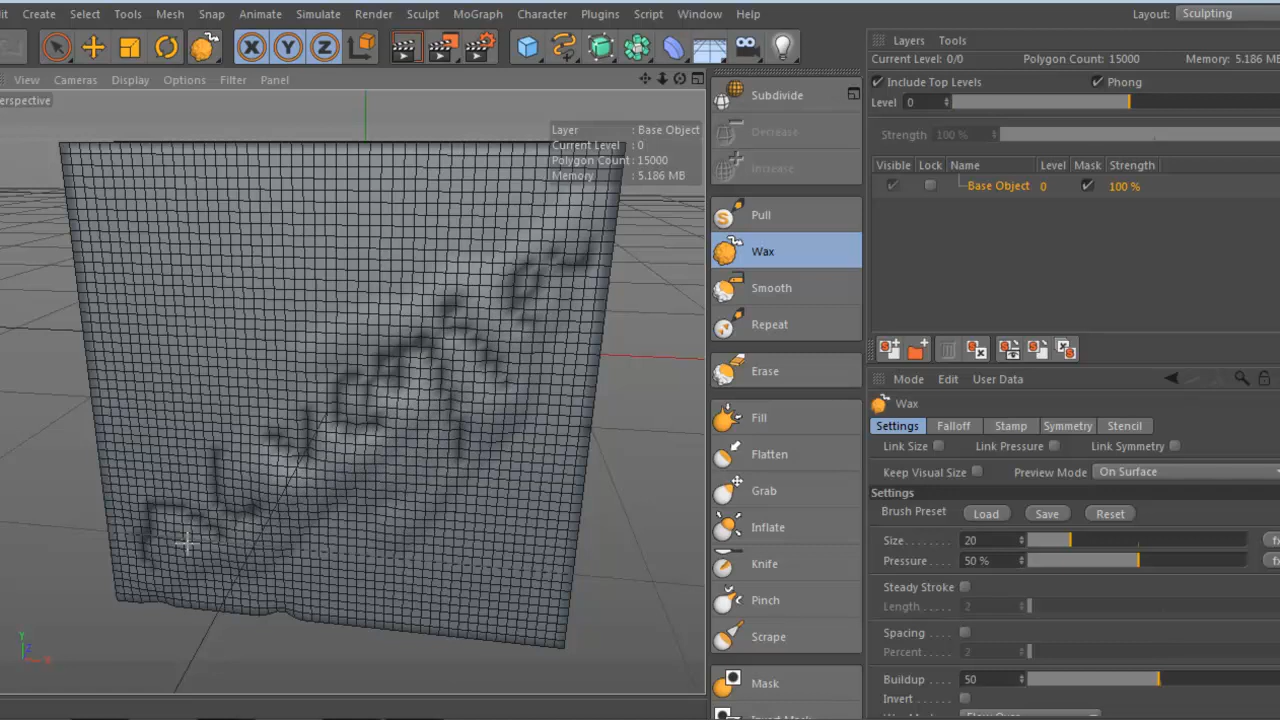 Create Select Tools Mesh Snap Animate Simulate Render Sculpt MoGraph Character Plugins Script Window Help Layout: Sculpting
X Y Z
View Cameras Display Options Filter Panel
erspective
Layer : Base Object
Current Level : 0
Polygon Count : 15000
Memory : 5.186 MB
Y
Z
Subdivide
Decrease
Increase
Pull
Wax
Smooth
Repeat
Erase
Fill
Flatten
Grab
Inflate
Knife
Pinch
Scrape
Mask
Layers Tools
Current Level: 0/0 Polygon Count: 15000 Memory: 5.186 MB
Include Top Levels Phong
Level 0
Strength 100 %
Visible Lock Name Level Mask Strength
Base Object 0 100 %
Mode Edit User Data
Wax
Settings Falloff Stamp Symmetry Stencil
Link Size Link Pressure Link Symmetry
Keep Visual Size Preview Mode On Surface
Settings
Brush Preset Load Save Reset
Size 20
Pressure 50 %
Steady Stroke
Length 2
Spacing
Percent 2
Buildup 50
Invert